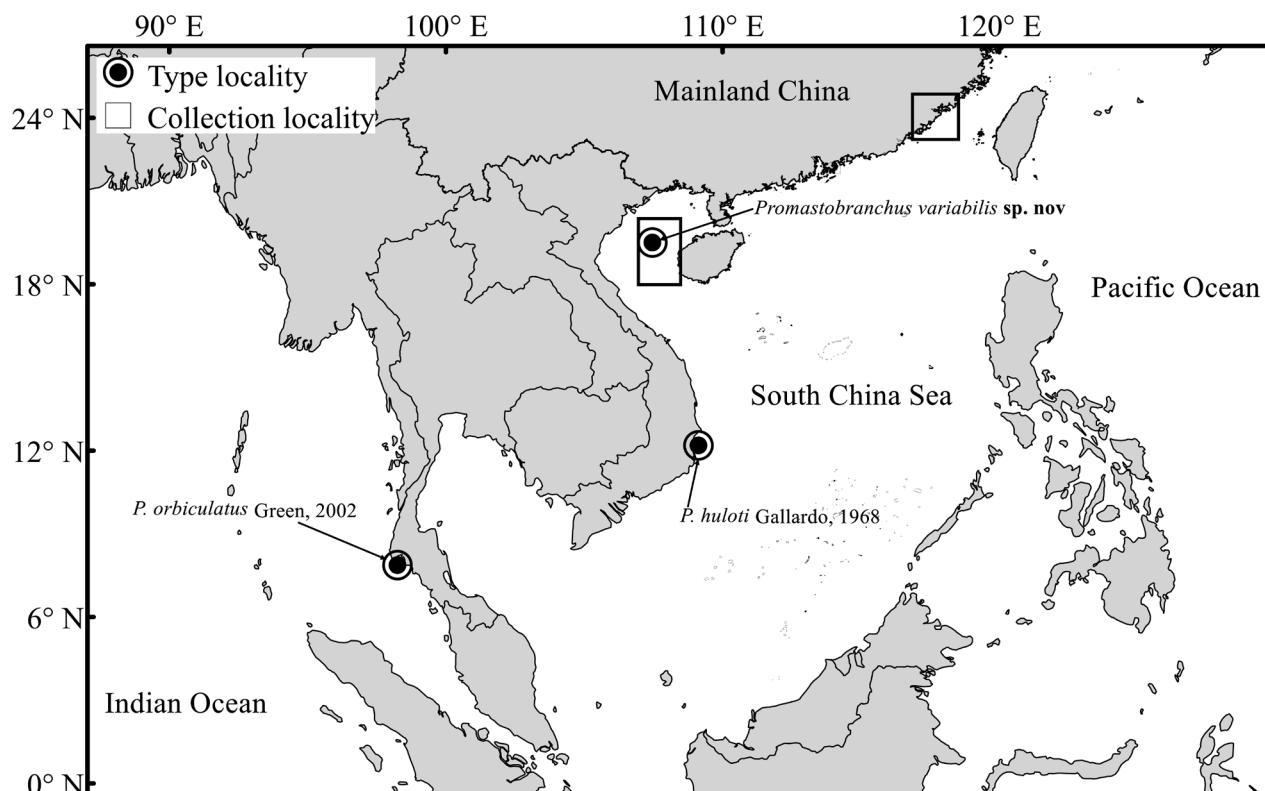 90° E 100° E 110° E 120° E
Type locality
Collection locality
Mainland China
24° N
Promastobranchus variabilis sp. nov
18° N
Pacific Ocean
South China Sea
12° N
P. orbiculatus Green, 2002
P. huloti Gallardo, 1968
6° N
Indian Ocean
0° N